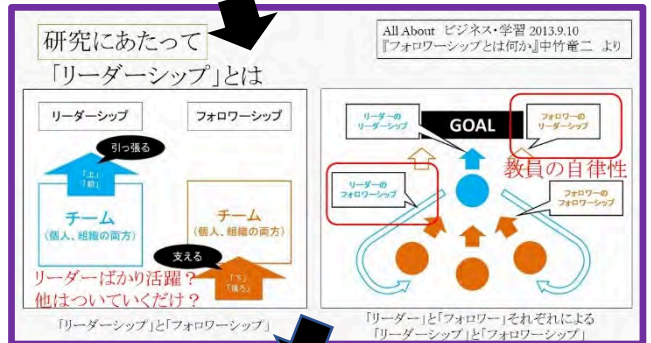 研究にあたって
「リーダーシップ」とは
All About ビジネス・学習 2013.9.10
『フォロワーシップとは何か』中竹竜二 より
リーダーシップ
フォロワーシップ
引っ張る
「上」
「前」
チーム
(個人、組織の両方)
チーム
(個人、組織の両方)
支える
「下」
「後ろ」
リーダーばかり活躍?
他はついていくだけ?
「リーダーシップ」と「フォロワーシップ」
リーダーの
リーダーシップ
GOAL
フォロワーの
リーダーシップ
教員の自律性
リーダーの
フォロワーシップ
フォロワーの
フォロワーシップ
「リーダー」と「フォロワー」それぞれによる
「リーダーシップ」と「フォロワーシップ」